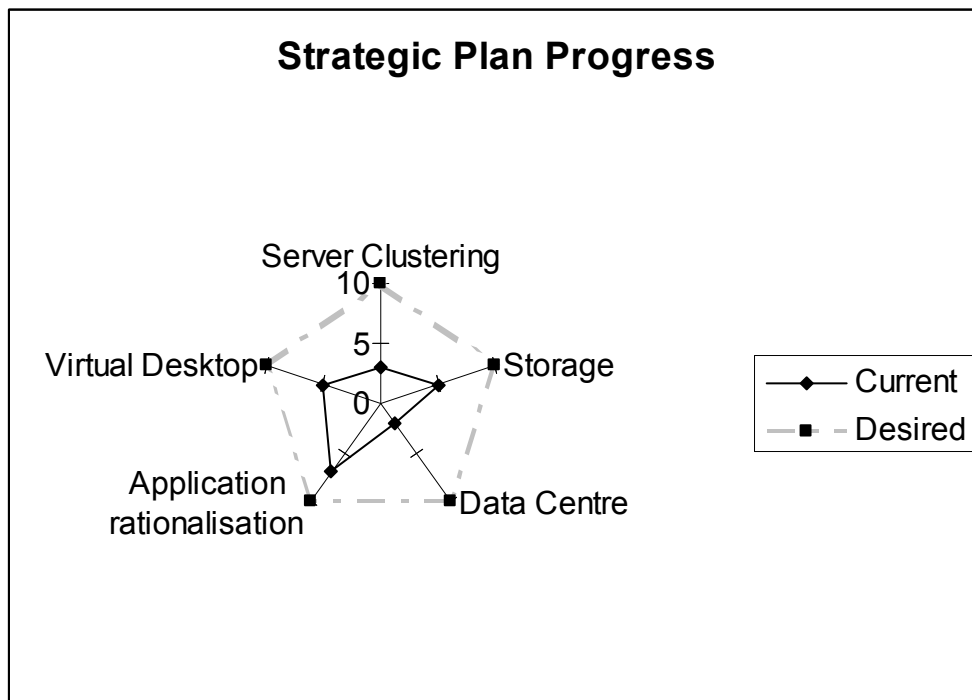 Strategic Plan Progress
Server Clustering
10
5
0
Virtual Desktop
Storage
Application
rationalisation
Data Centre
Current
Desired